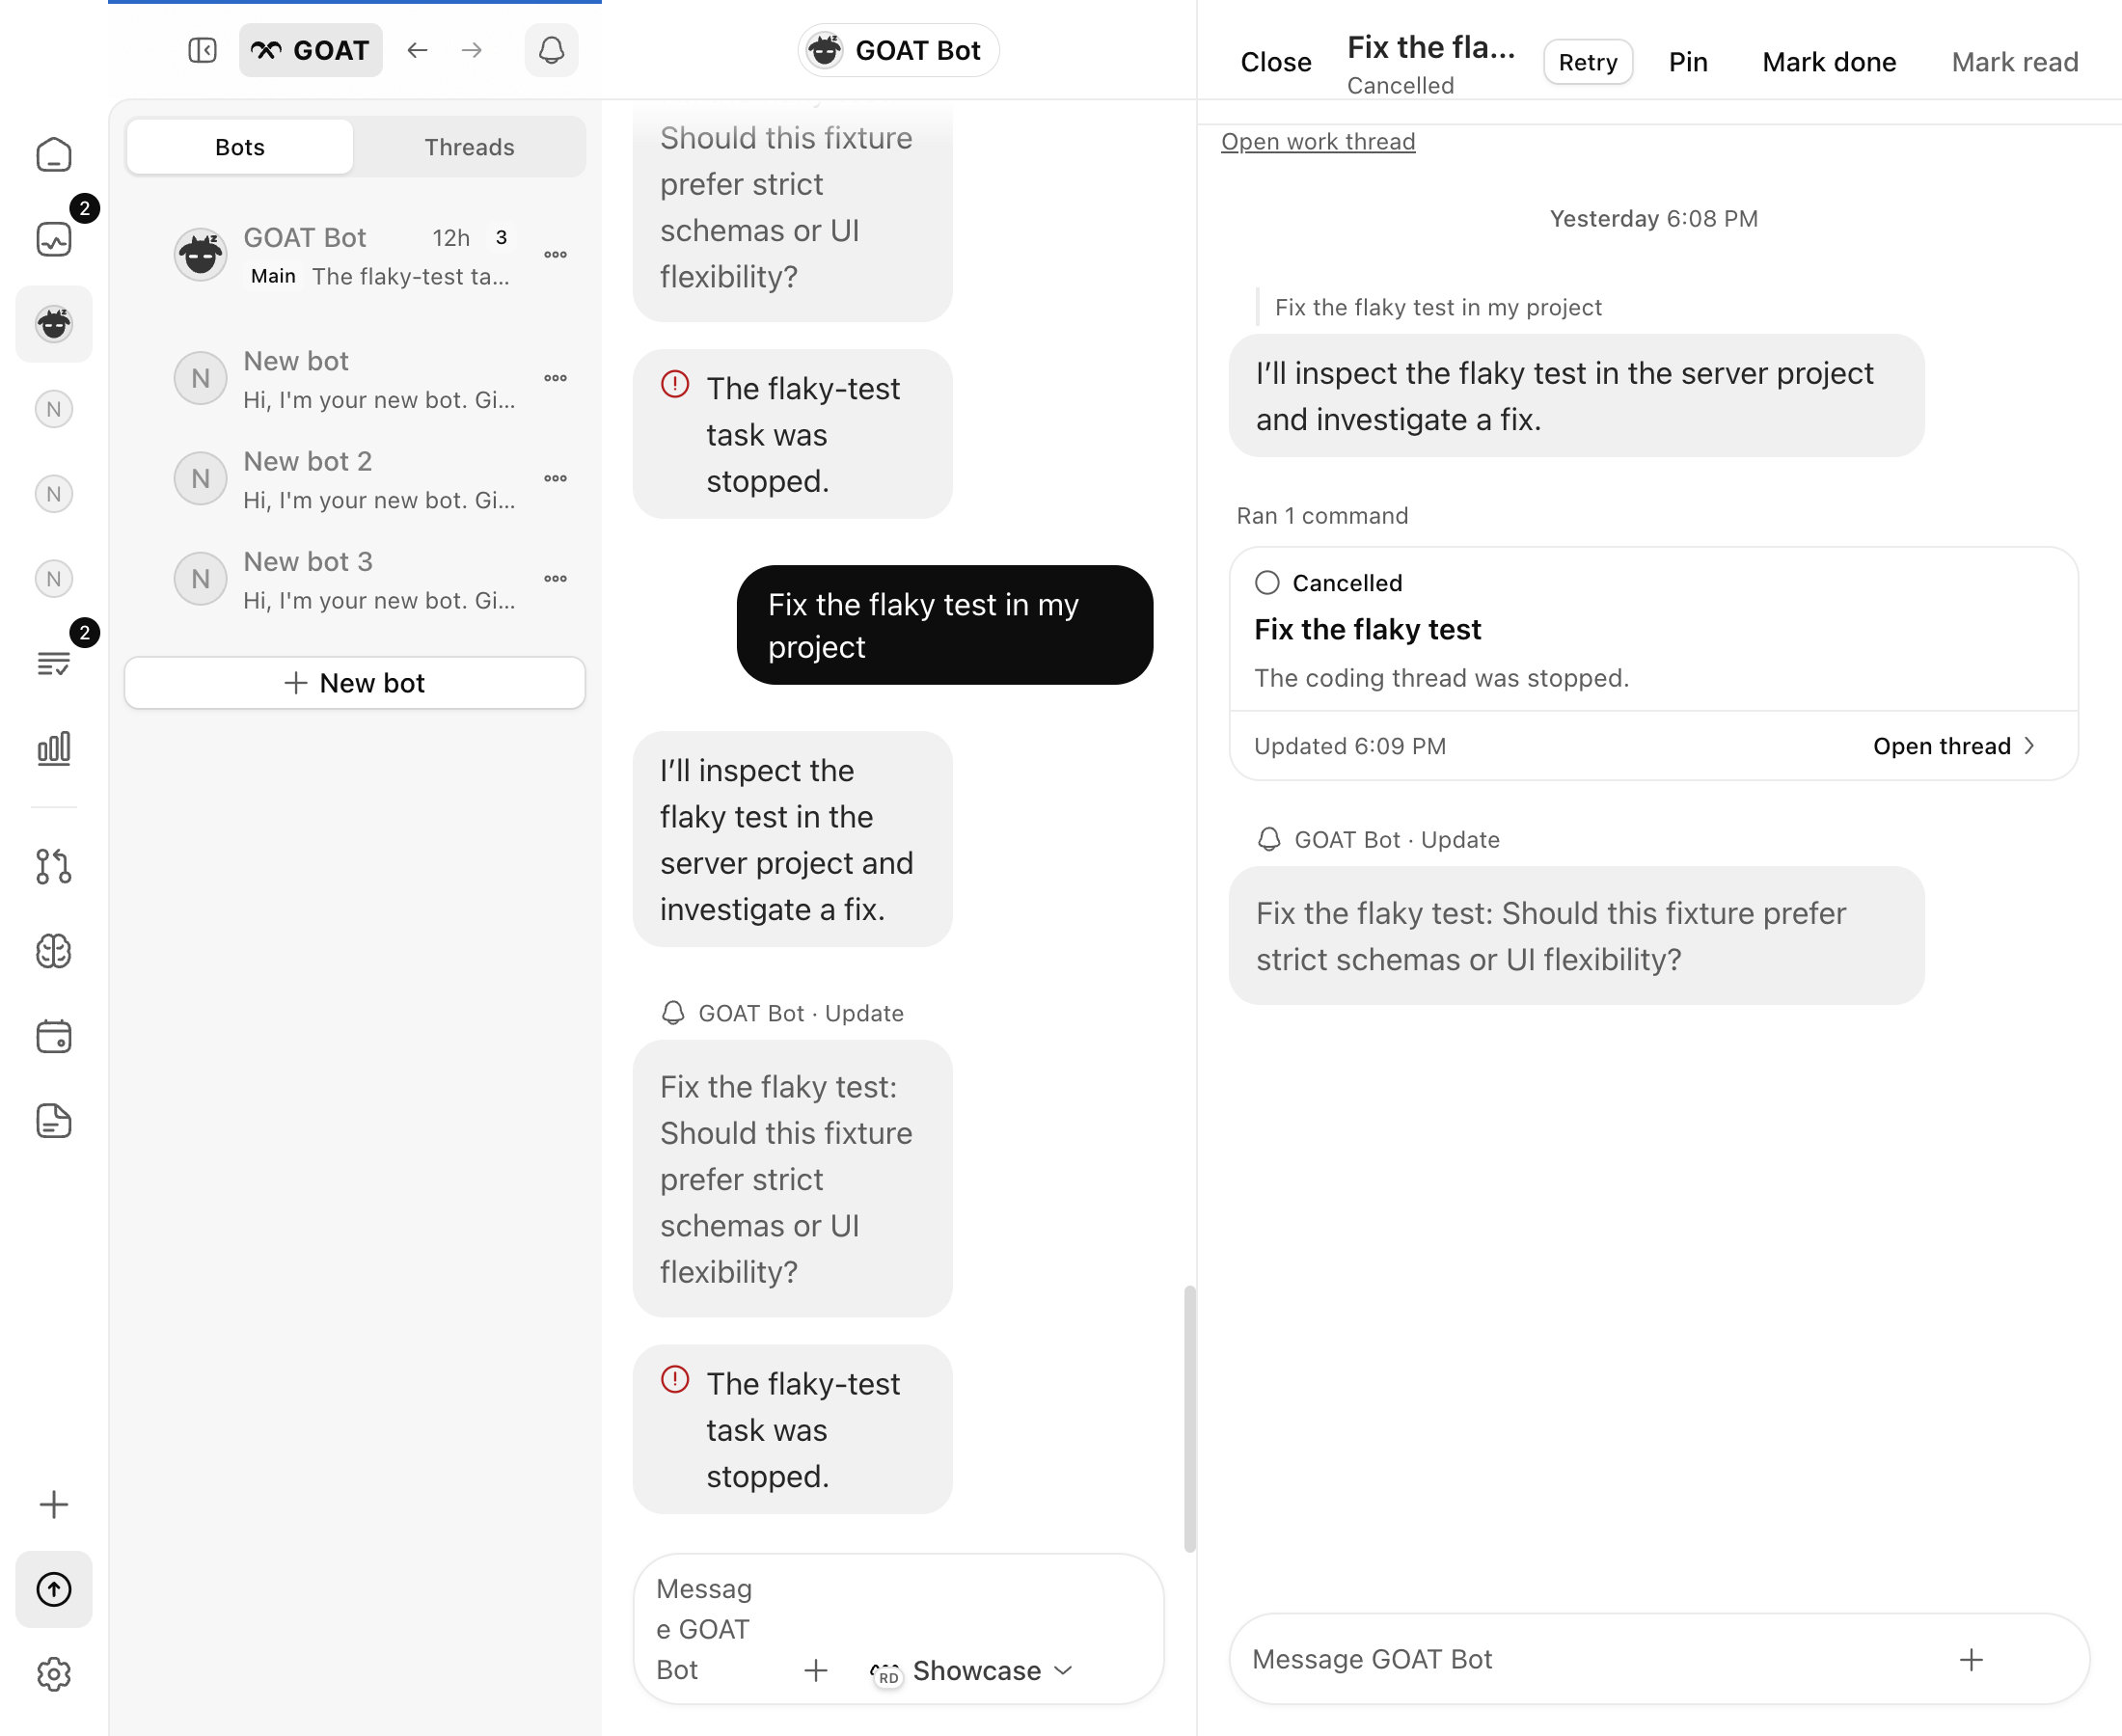 GOAT
GOAT Bot
Close
Fix the fla...
Cancelled
Retry
Pin
Mark done
Mark read
2
N
N
N
2
Bots
Threads
GOAT Bot
12h
3
Main
The flaky-test ta...
N
New bot
Hi, I'm your new bot. Gi...
N
New bot 2
Hi, I'm your new bot. Gi...
N
New bot 3
Hi, I'm your new bot. Gi...
New bot
Should this fixture
prefer strict
schemas or UI
flexibility?
The flaky-test
task was
stopped.
Fix the flaky test in my
project
I’ll inspect the
flaky test in the
server project and
investigate a fix.
GOAT Bot · Update
Fix the flaky test:
Should this fixture
prefer strict
schemas or UI
flexibility?
The flaky-test
task was
stopped.
Messag
e GOAT
Bot
RD
Showcase
Open work thread
Yesterday 6:08 PM
Fix the flaky test in my project
I’ll inspect the flaky test in the server project
and investigate a fix.
Ran 1 command
Cancelled
Fix the flaky test
The coding thread was stopped.
Updated 6:09 PM
Open thread
GOAT Bot · Update
Fix the flaky test: Should this fixture prefer
strict schemas or UI flexibility?
Message GOAT Bot